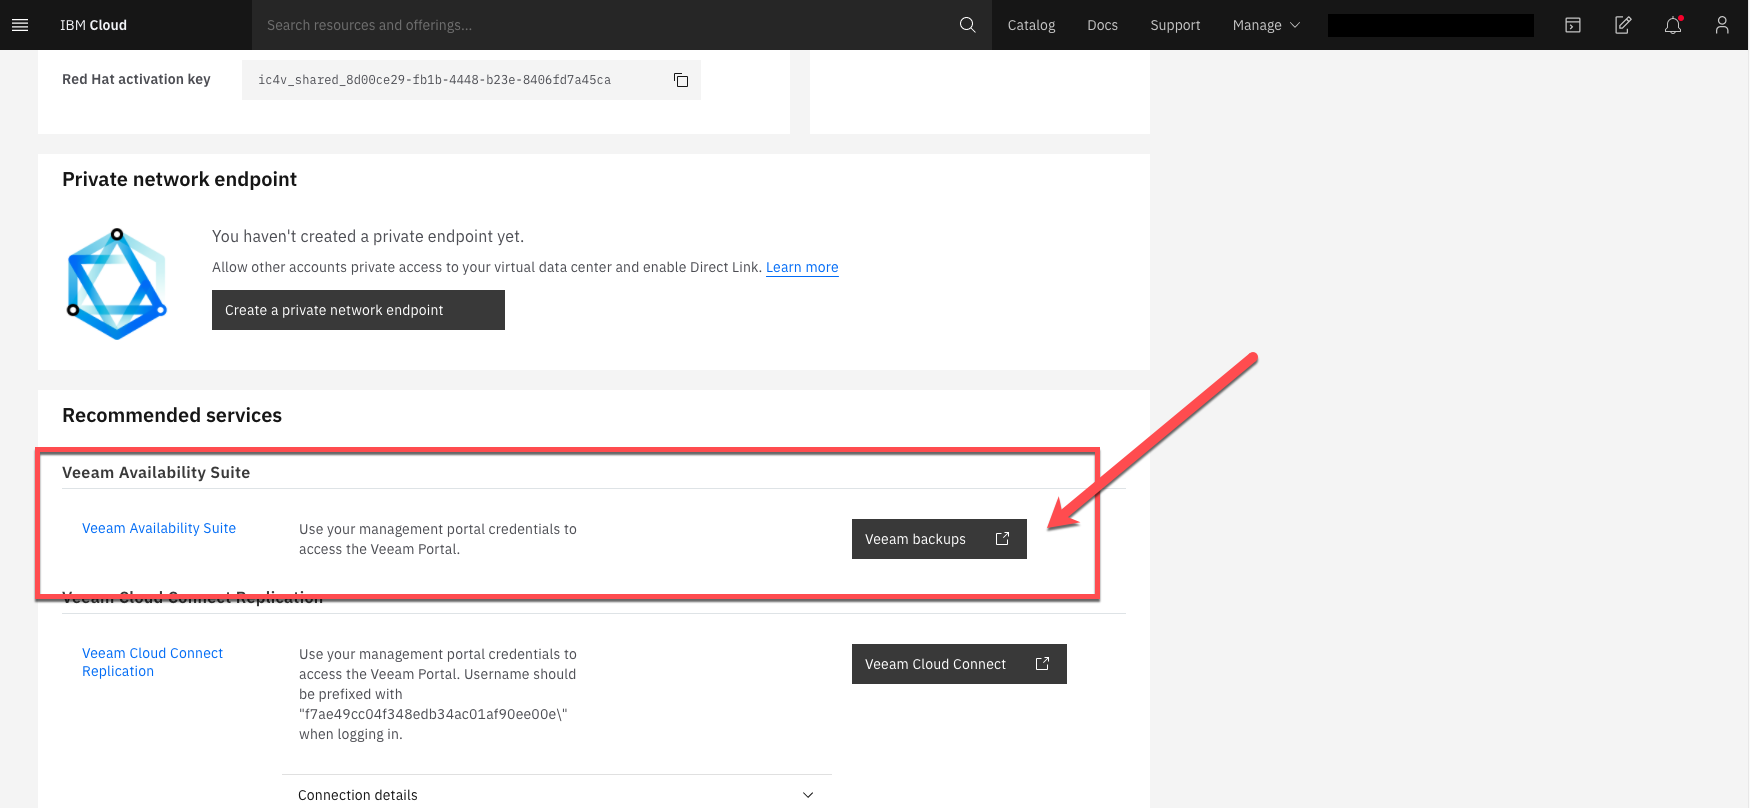 IBM Cloud
Search resources and offerings...
Catalog
Docs
Support
Manage
Red Hat activation key
ic4v_shared_8d00ce29-fb1b-4448-b23e-8406fd7a45ca
Private network endpoint
You haven't created a private endpoint yet.
Allow other accounts private access to your virtual data center and enable Direct Link. Learn more
Create a private network endpoint
Recommended services
Veeam Availability Suite
Veeam Availability Suite
Use your management portal credentials to
access the Veeam Portal.
Veeam backups
Veeam Cloud Connect Replication
Veeam Cloud Connect
Replication
Use your management portal credentials to
access the Veeam Portal. Username should
be prefixed with
"f7ae49cc04f348edb34ac01af90ee00e\"
when logging in.
Veeam Cloud Connect
Connection details